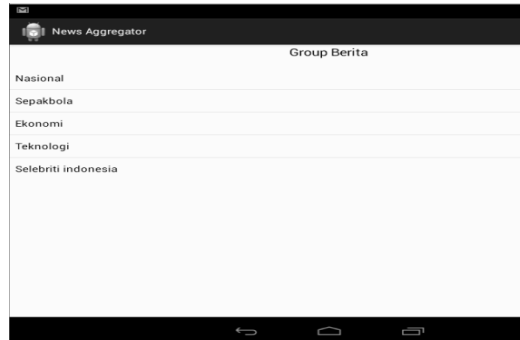 News Aggregator
Group Berita
Nasional
Sepakbola
Ekonomi
Teknologi
Selebriti indonesia